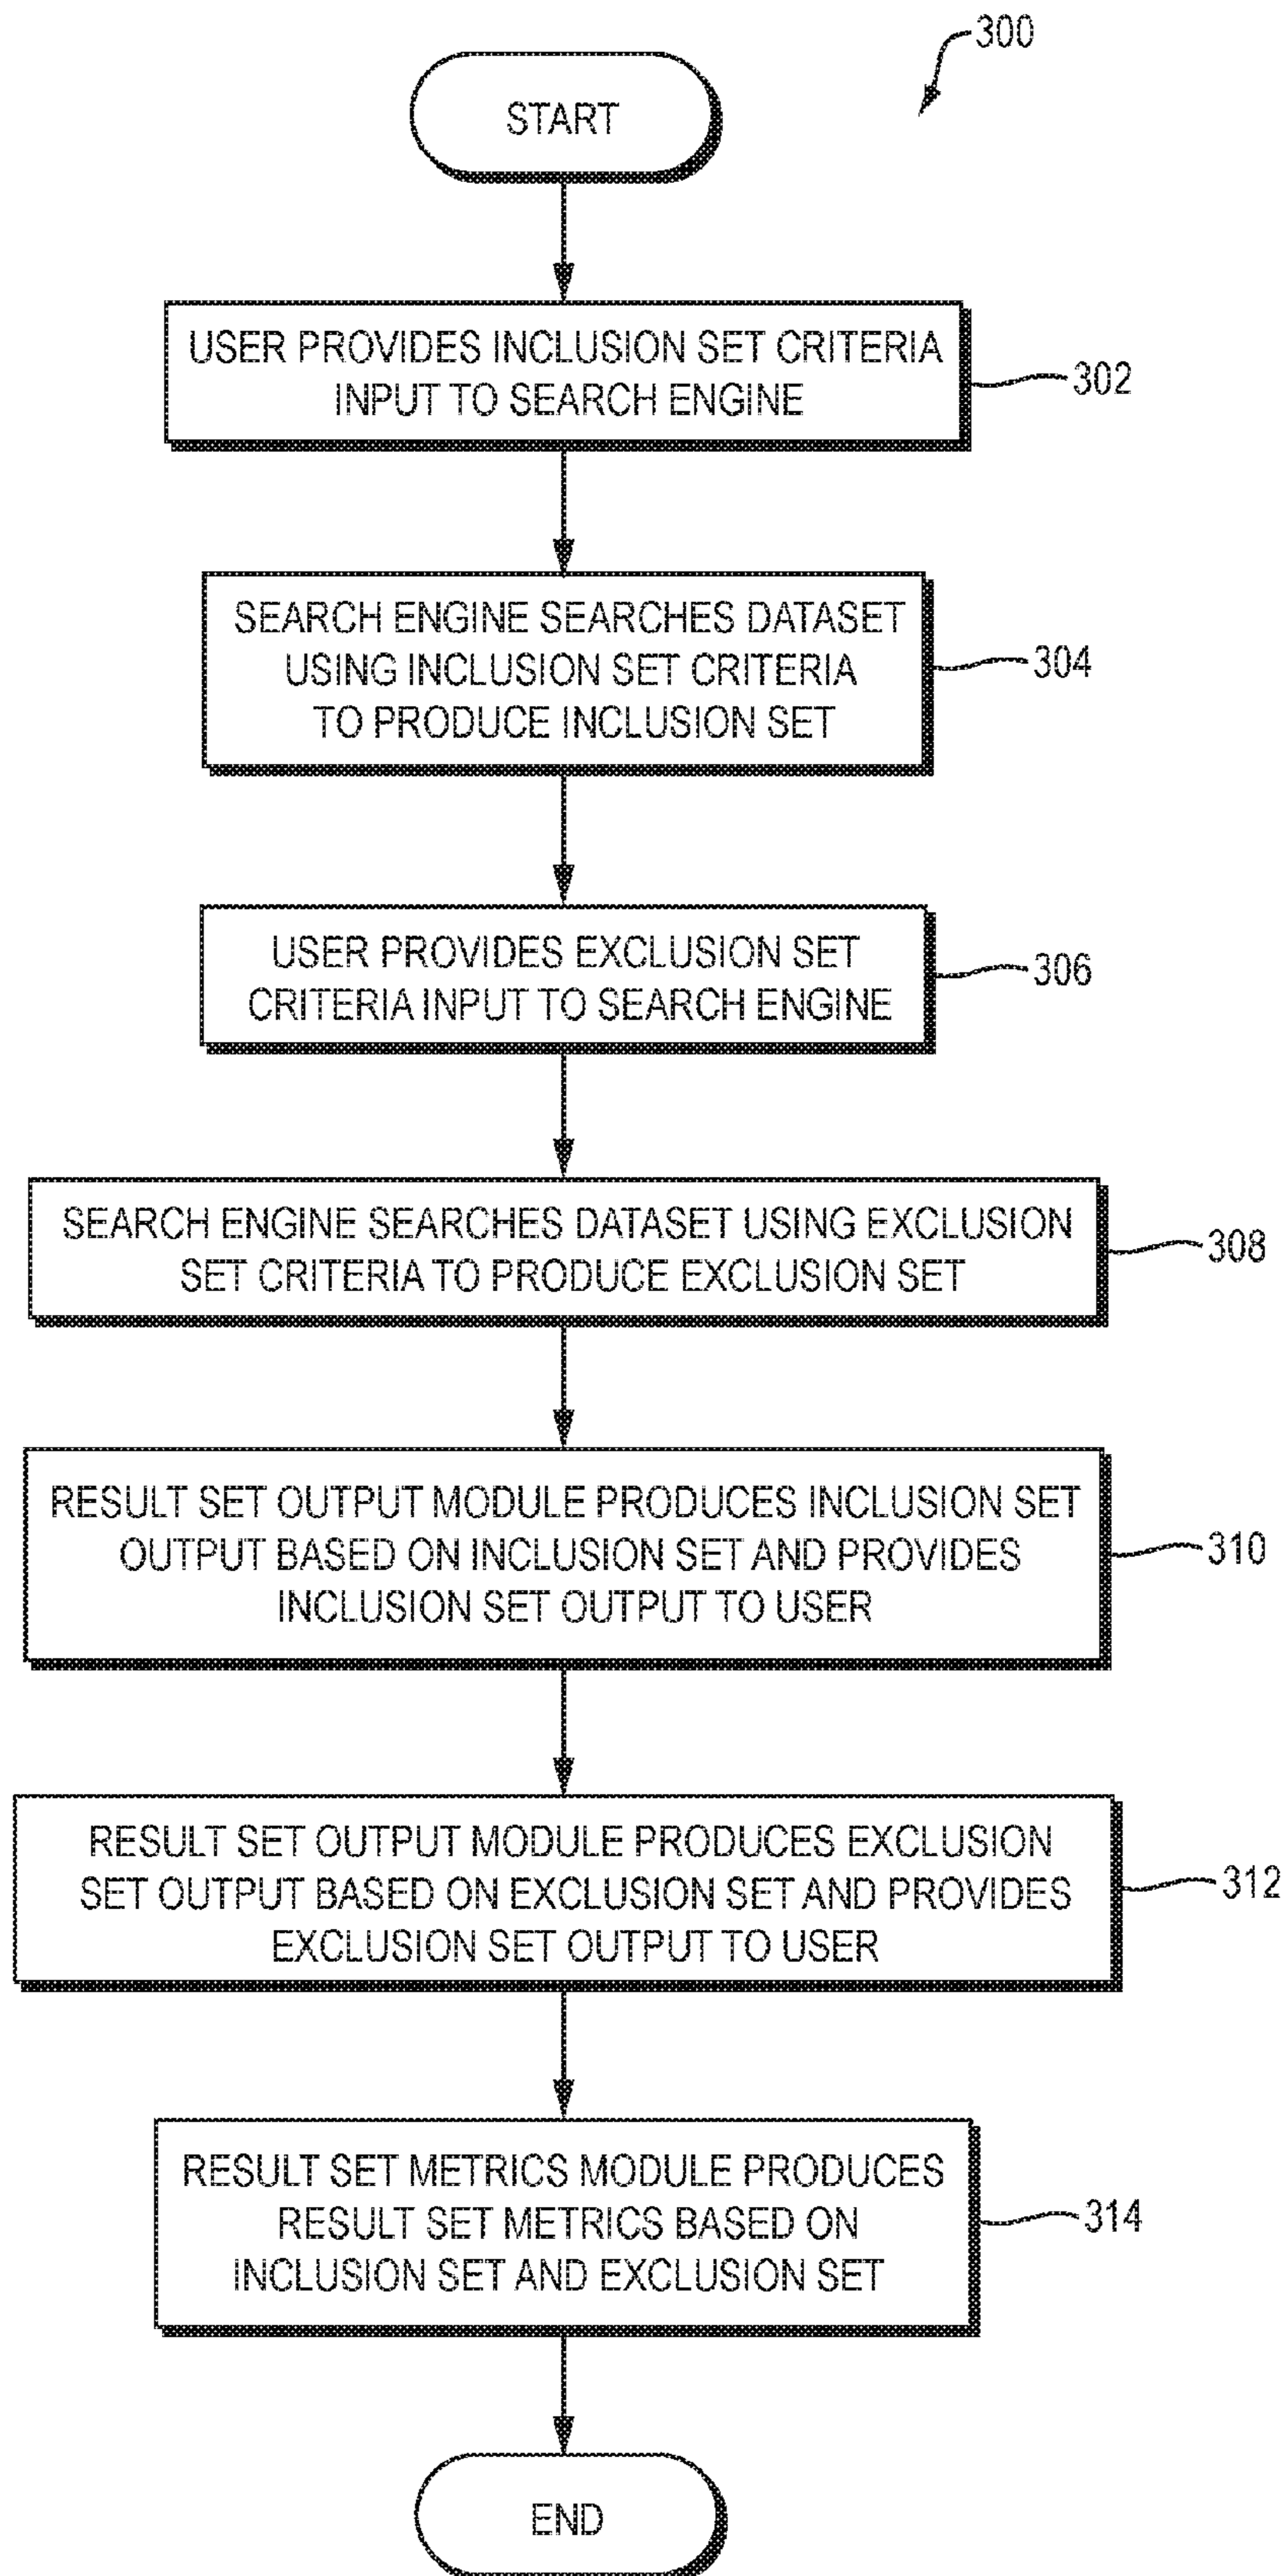 300
START
USER PROVIDES INCLUSION SET CRITERIA
INPUT TO SEARCH ENGINE
302
SEARCH ENGINE SEARCHES DATASET
USING INCLUSION SET CRITERIA
TO PRODUCE INCLUSION SET
304
USER PROVIDES EXCLUSION SET
CRITERIA INPUT TO SEARCH ENGINE
306
SEARCH ENGINE SEARCHES DATASET USING EXCLUSION
SET CRITERIA TO PRODUCE EXCLUSION SET
308
RESULT SET OUTPUT MODULE PRODUCES INCLUSION SET
OUTPUT BASED ON INCLUSION SET AND PROVIDES
INCLUSION SET OUTPUT TO USER
310
RESULT SET OUTPUT MODULE PRODUCES EXCLUSION
SET OUTPUT BASED ON EXCLUSION SET AND PROVIDES
EXCLUSION SET OUTPUT TO USER
312
RESULT SET METRICS MODULE PRODUCES
RESULT SET METRICS BASED ON
INCLUSION SET AND EXCLUSION SET
314
END